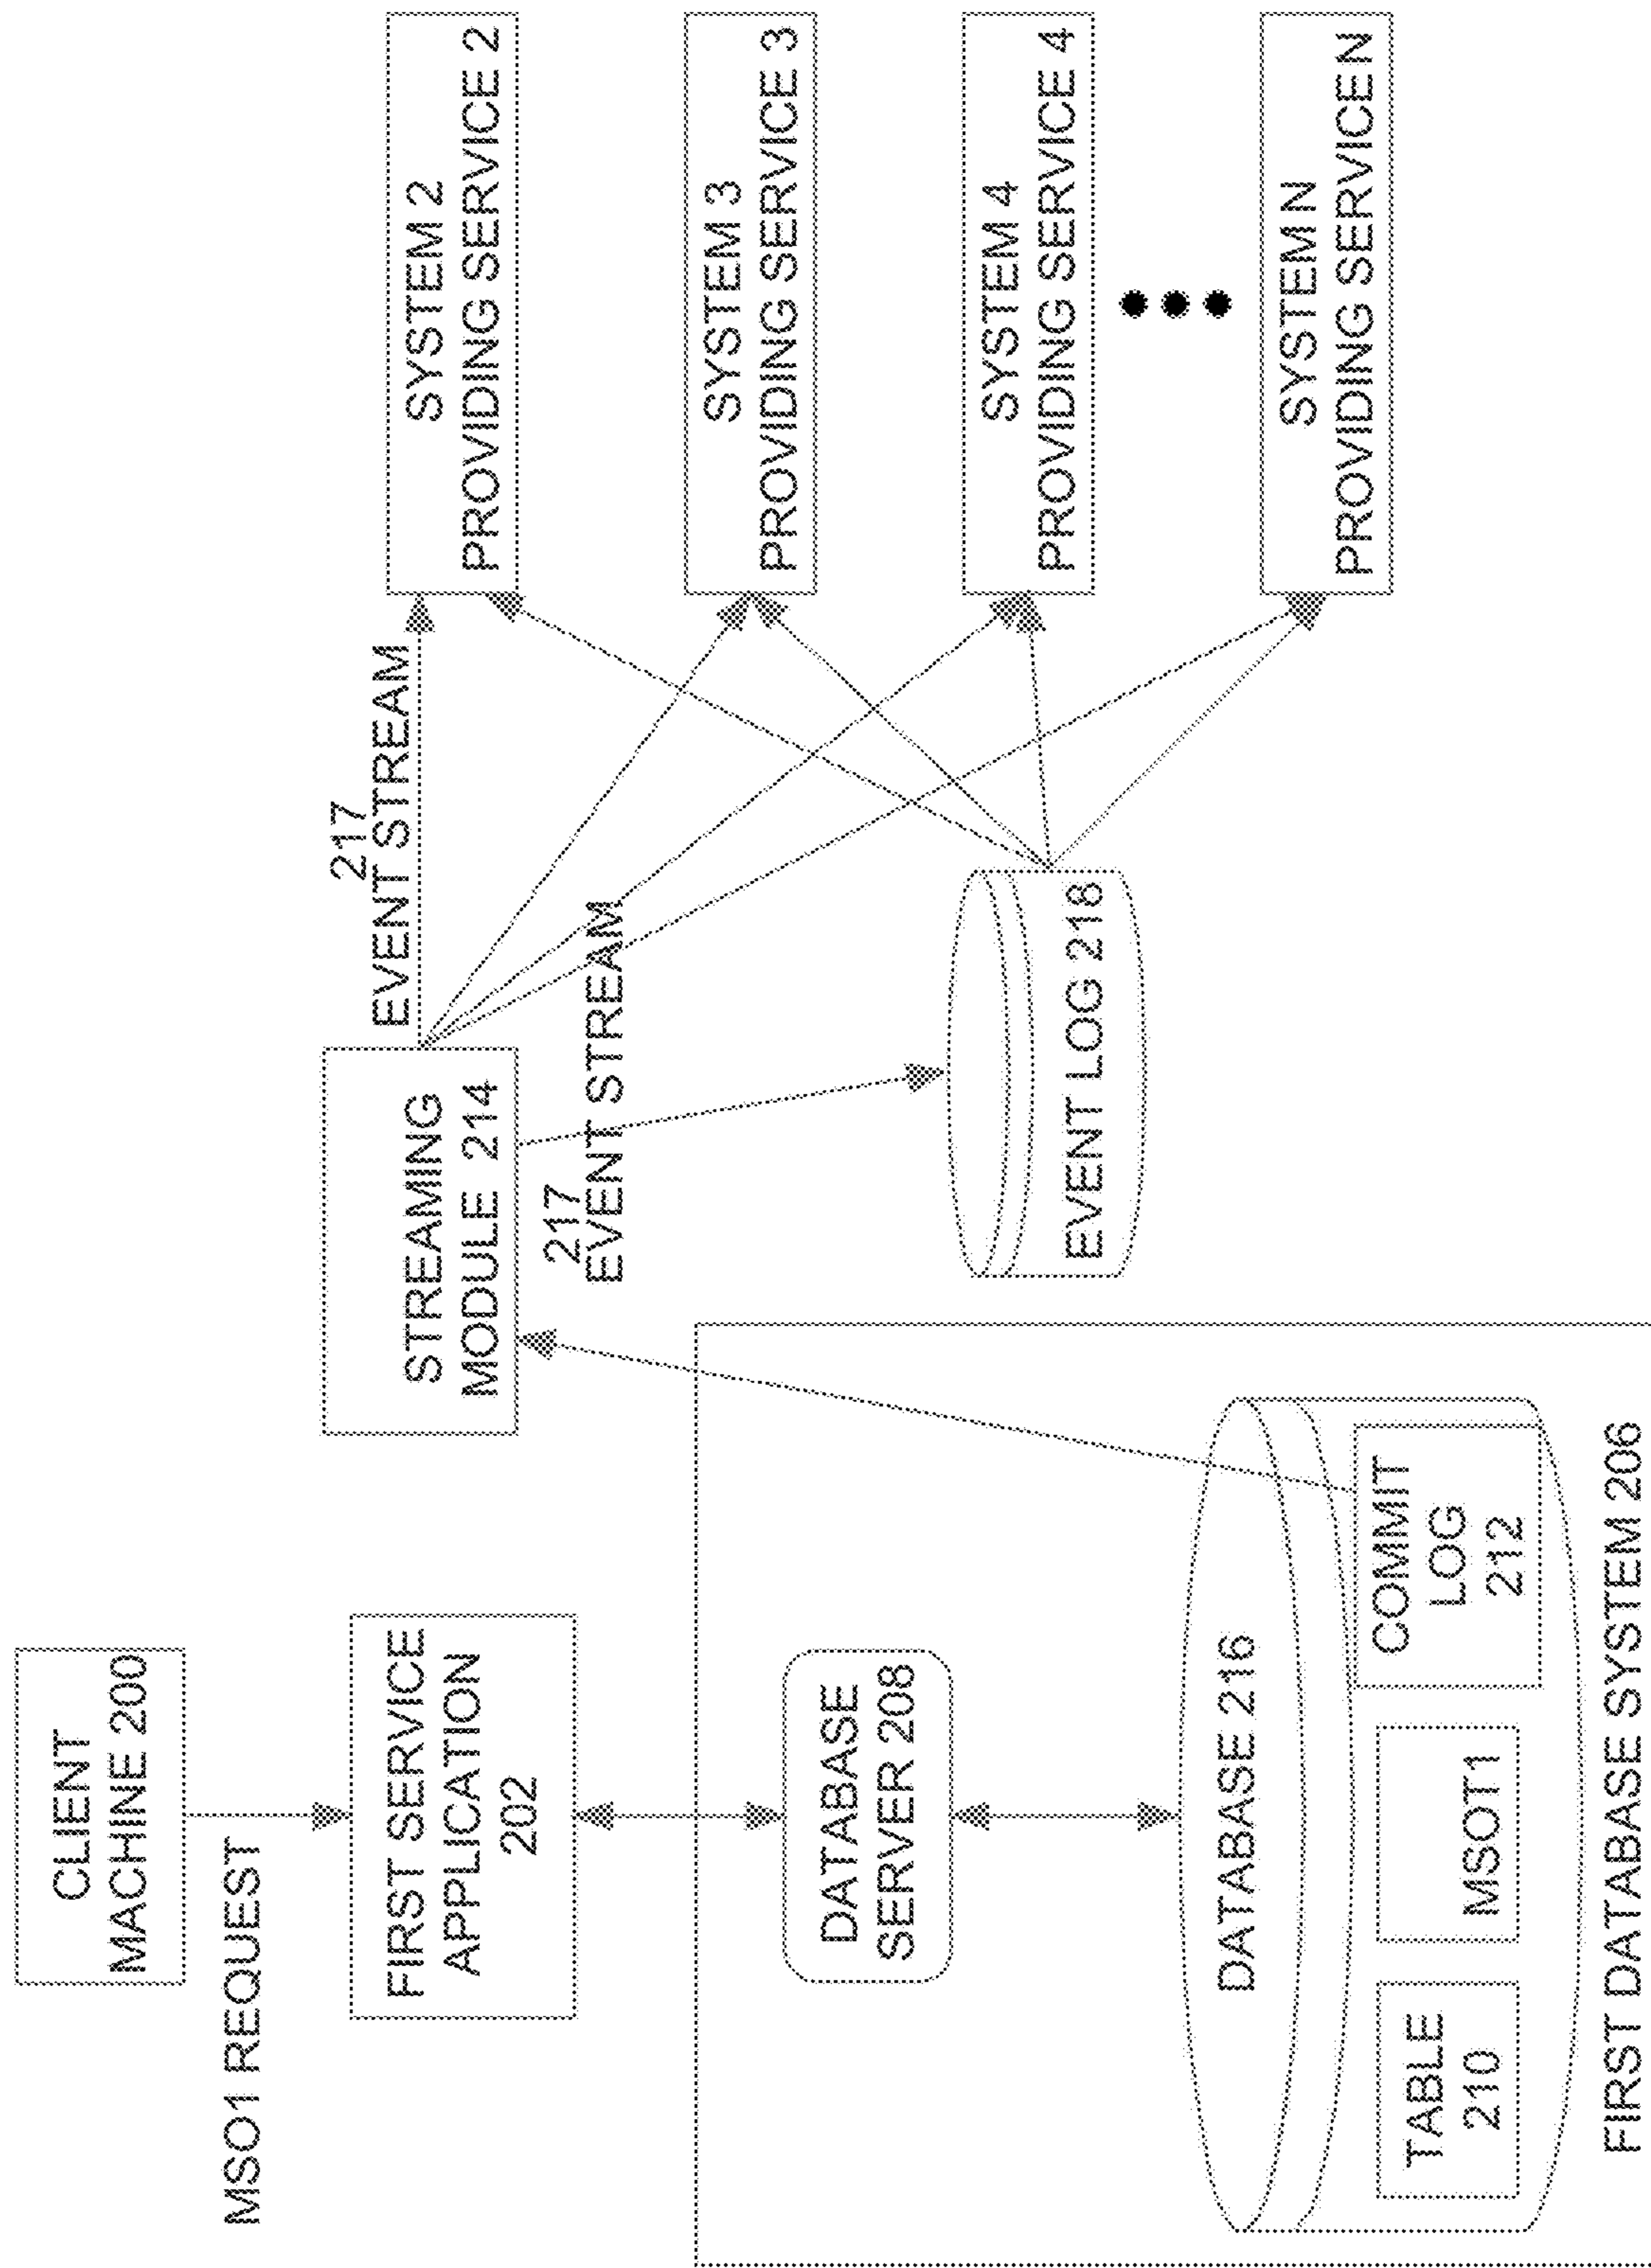 CLIENT
MACHINE 200
MSO1 REQUEST
FIRST SERVICE
APPLICATION
202
DATABASE
SERVER 208
DATABASE 216
TABLE
210
MSOT1
COMMIT
LOG
212
FIRST DATABASE SYSTEM 206
STREAMING
MODULE 214
217
EVENT STREAM
217
EVENT STREAM
EVENT LOG 218
SYSTEM 2
PROVIDING SERVICE 2
SYSTEM 3
PROVIDING SERVICE 3
SYSTEM 4
PROVIDING SERVICE 4
SYSTEM N
PROVIDING SERVICE N